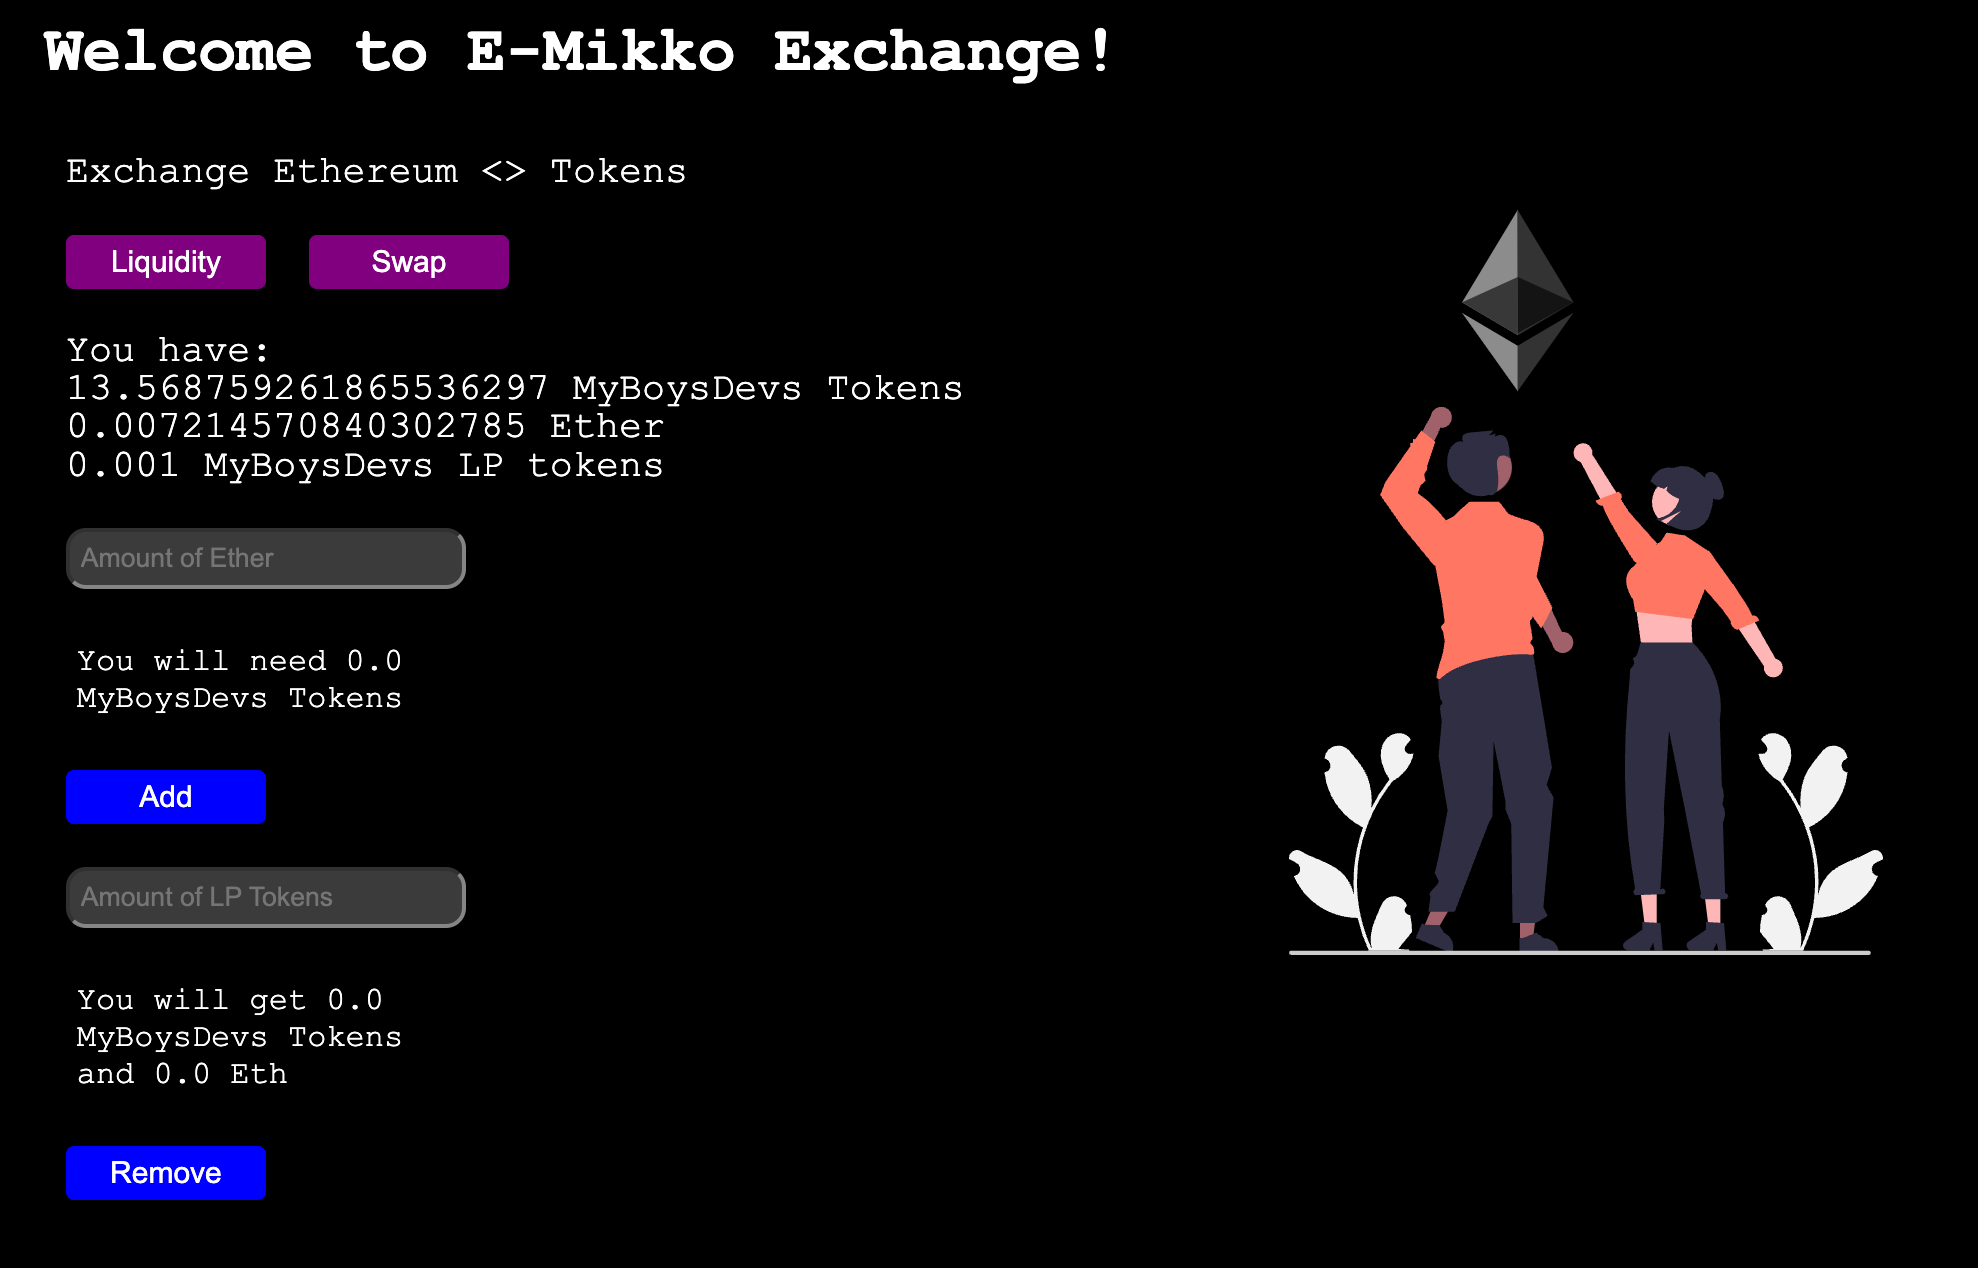 Welcome to E-Mikko Exchange!
Exchange Ethereum <> Tokens
Liquidity
Swap
You have:
13.568759261865536297 MyBoysDevs Tokens
0.007214570840302785 Ether
0.001 MyBoysDevs LP tokens
Amount of Ether
You will need 0.0
MyBoysDevs Tokens
Add
Amount of LP Tokens
You will get 0.0
MyBoysDevs Tokens
and 0.0 Eth
Remove